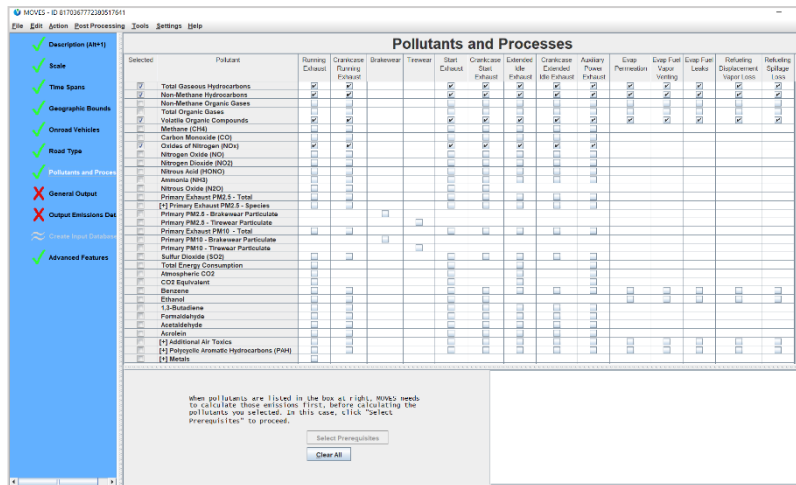 MOVES - ID 8170367772393517641
File Edit Action Post Processing Tools Settings Help
Description (Alt+1)
Scale
Time Spans
Geographic Bounds
Onroad Vehicles
Road Type
Pollutants and Proces
General Output
Output Emissions Det
Create Input Database
Advanced Features
Pollutants and Processes
Selected Pollutant Running Exhaust Crankcase Running Exhaust Brakewear Tirewear Start Exhaust Crankcase Start Exhaust Extended Idle Exhaust Crankcase Extended Idle Exhaust Auxiliary Power Exhaust Evap Permeation Evap Fuel Vapor Venting Evap Fuel Leaks Refueling Displacement Vapor Loss Refueling Spillage Loss
Total Gaseous Hydrocarbons
Non-Methane Hydrocarbons
Non-Methane Organic Gases
Total Organic Gases
Volatile Organic Compounds
Methane (CH4)
Carbon Monoxide (CO)
Oxides of Nitrogen (NOx)
Nitrogen Oxide (NO)
Nitrogen Dioxide (NO2)
Nitrous Acid (HONO)
Ammonia (NH3)
Nitrous Oxide (N2O)
Primary Exhaust PM2.5 - Total
[+] Primary Exhaust PM2.5 - Species
Primary PM2.5 - Brakewear Particulate
Primary PM2.5 - Tirewear Particulate
Primary Exhaust PM10 - Total
Primary PM10 - Brakewear Particulate
Primary PM10 - Tirewear Particulate
Sulfur Dioxide (SO2)
Total Energy Consumption
Atmospheric CO2
CO2 Equivalent
Benzene
Ethanol
1,3-Butadiene
Formaldehyde
Acetaldehyde
Acrolein
[+] Additional Air Toxics
[+] Polycyclic Aromatic Hydrocarbons (PAH)
[+] Metals
When pollutants are listed in the box at right, MOVES needs
to calculate those emissions first, before calculating the
pollutants you selected. In this case, click "Select
Prerequisites" to proceed.
Select Prerequisites
Clear All